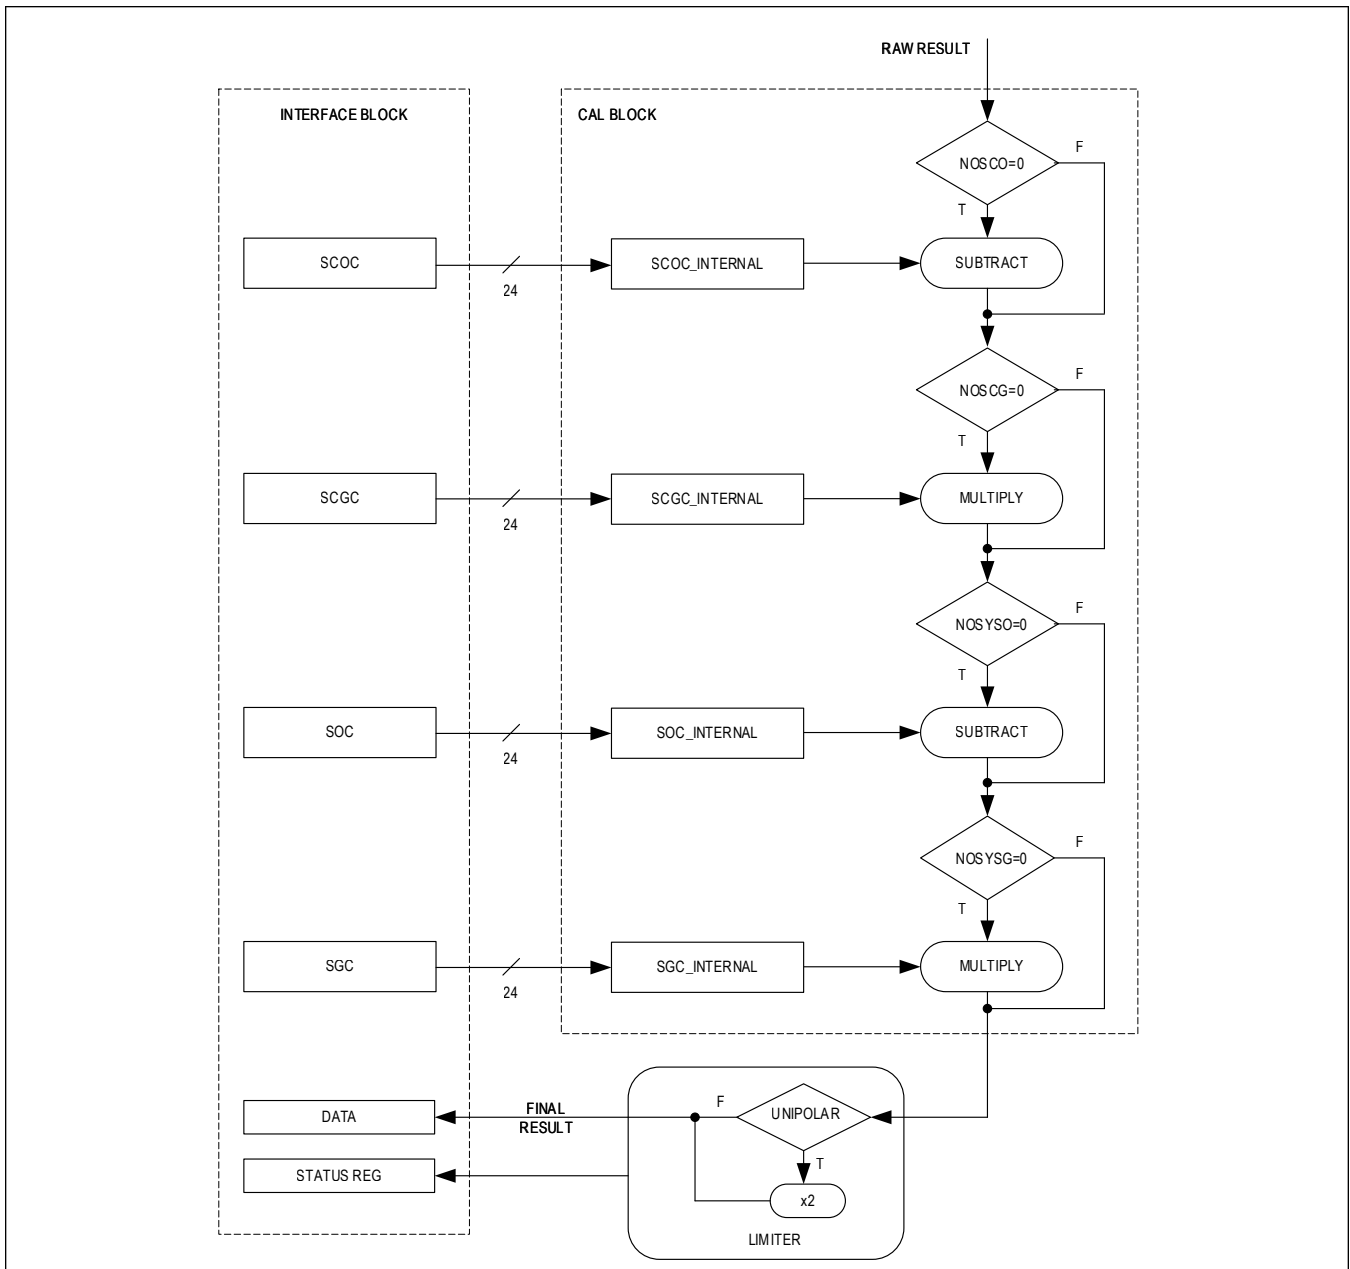 RAW RESULT
INTERFACE BLOCK
CAL BLOCK
NOSCO=0
F
T
SCOC
24
SCOC_INTERNAL
SUBTRACT
NOSCG=0
F
T
SCGC
24
SCGC_INTERNAL
MULTIPLY
NOSYSO=0
F
T
SOC
24
SOC_INTERNAL
SUBTRACT
NOSYSG=0
F
T
SGC
24
SGC_INTERNAL
MULTIPLY
DATA
FINAL
RESULT
F
UNIPOLAR
T
STATUS REG
x2
LIMITER